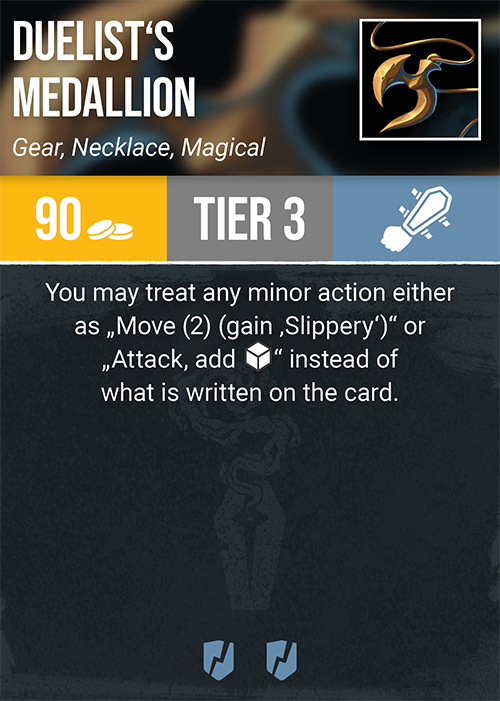 DUELIST‘S
MEDALLION
Gear, Necklace, Magical
90
TIER 3
You may treat any minor action either
as „Move (2) (gain ‚Slippery‘)“ or
„Attack, add “ instead of
what is written on the card.